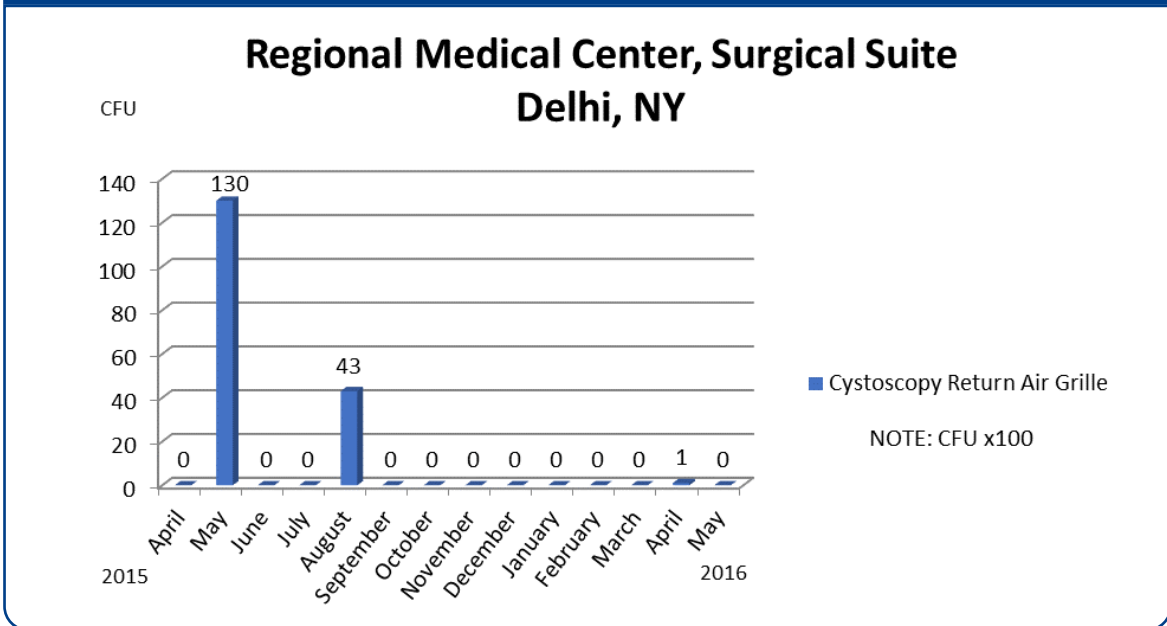 Regional Medical Center, Surgical Suite
Delhi, NY
CFU
140
120
100
80
60
40
20
0
0
130
0
0
43
0
0
0
0
0
0
0
1
0
April
May
June
July
August
September
October
November
December
January
February
March
April
May
2015
2016
Cystoscopy Return Air Grille
NOTE: CFU x100